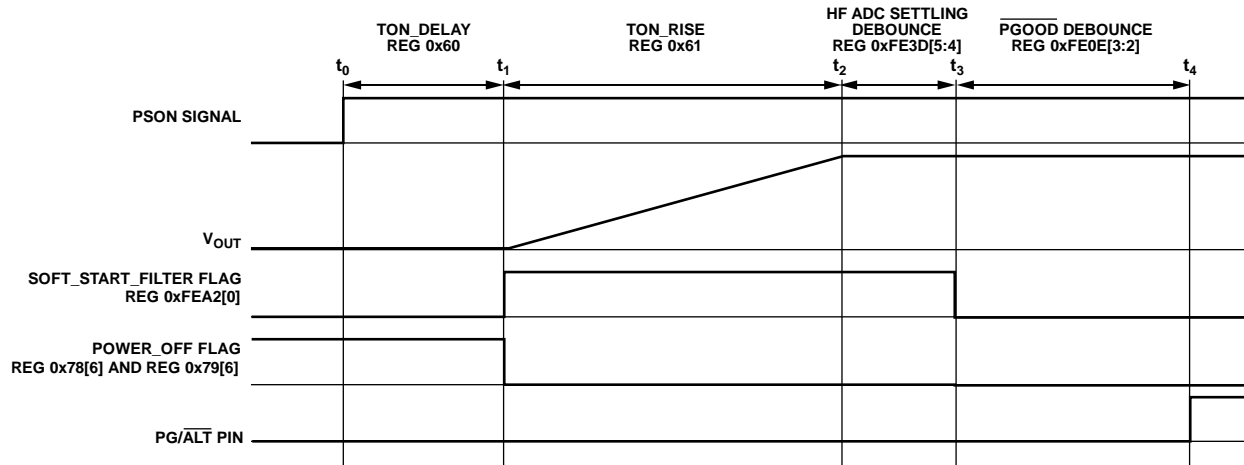 TON_DELAY
REG 0x60
TON_RISE
REG 0x61
HF ADC SETTLING
DEBOUNCE
REG 0xFE3D[5:4]
PGOOD DEBOUNCE
REG 0xFE0E[3:2]
t0
t1
t2
t3
t4
PSON SIGNAL
VOUT
SOFT_START_FILTER FLAG
REG 0xFEA2[0]
POWER_OFF FLAG
REG 0x78[6] AND REG 0x79[6]
PG/ALT PIN